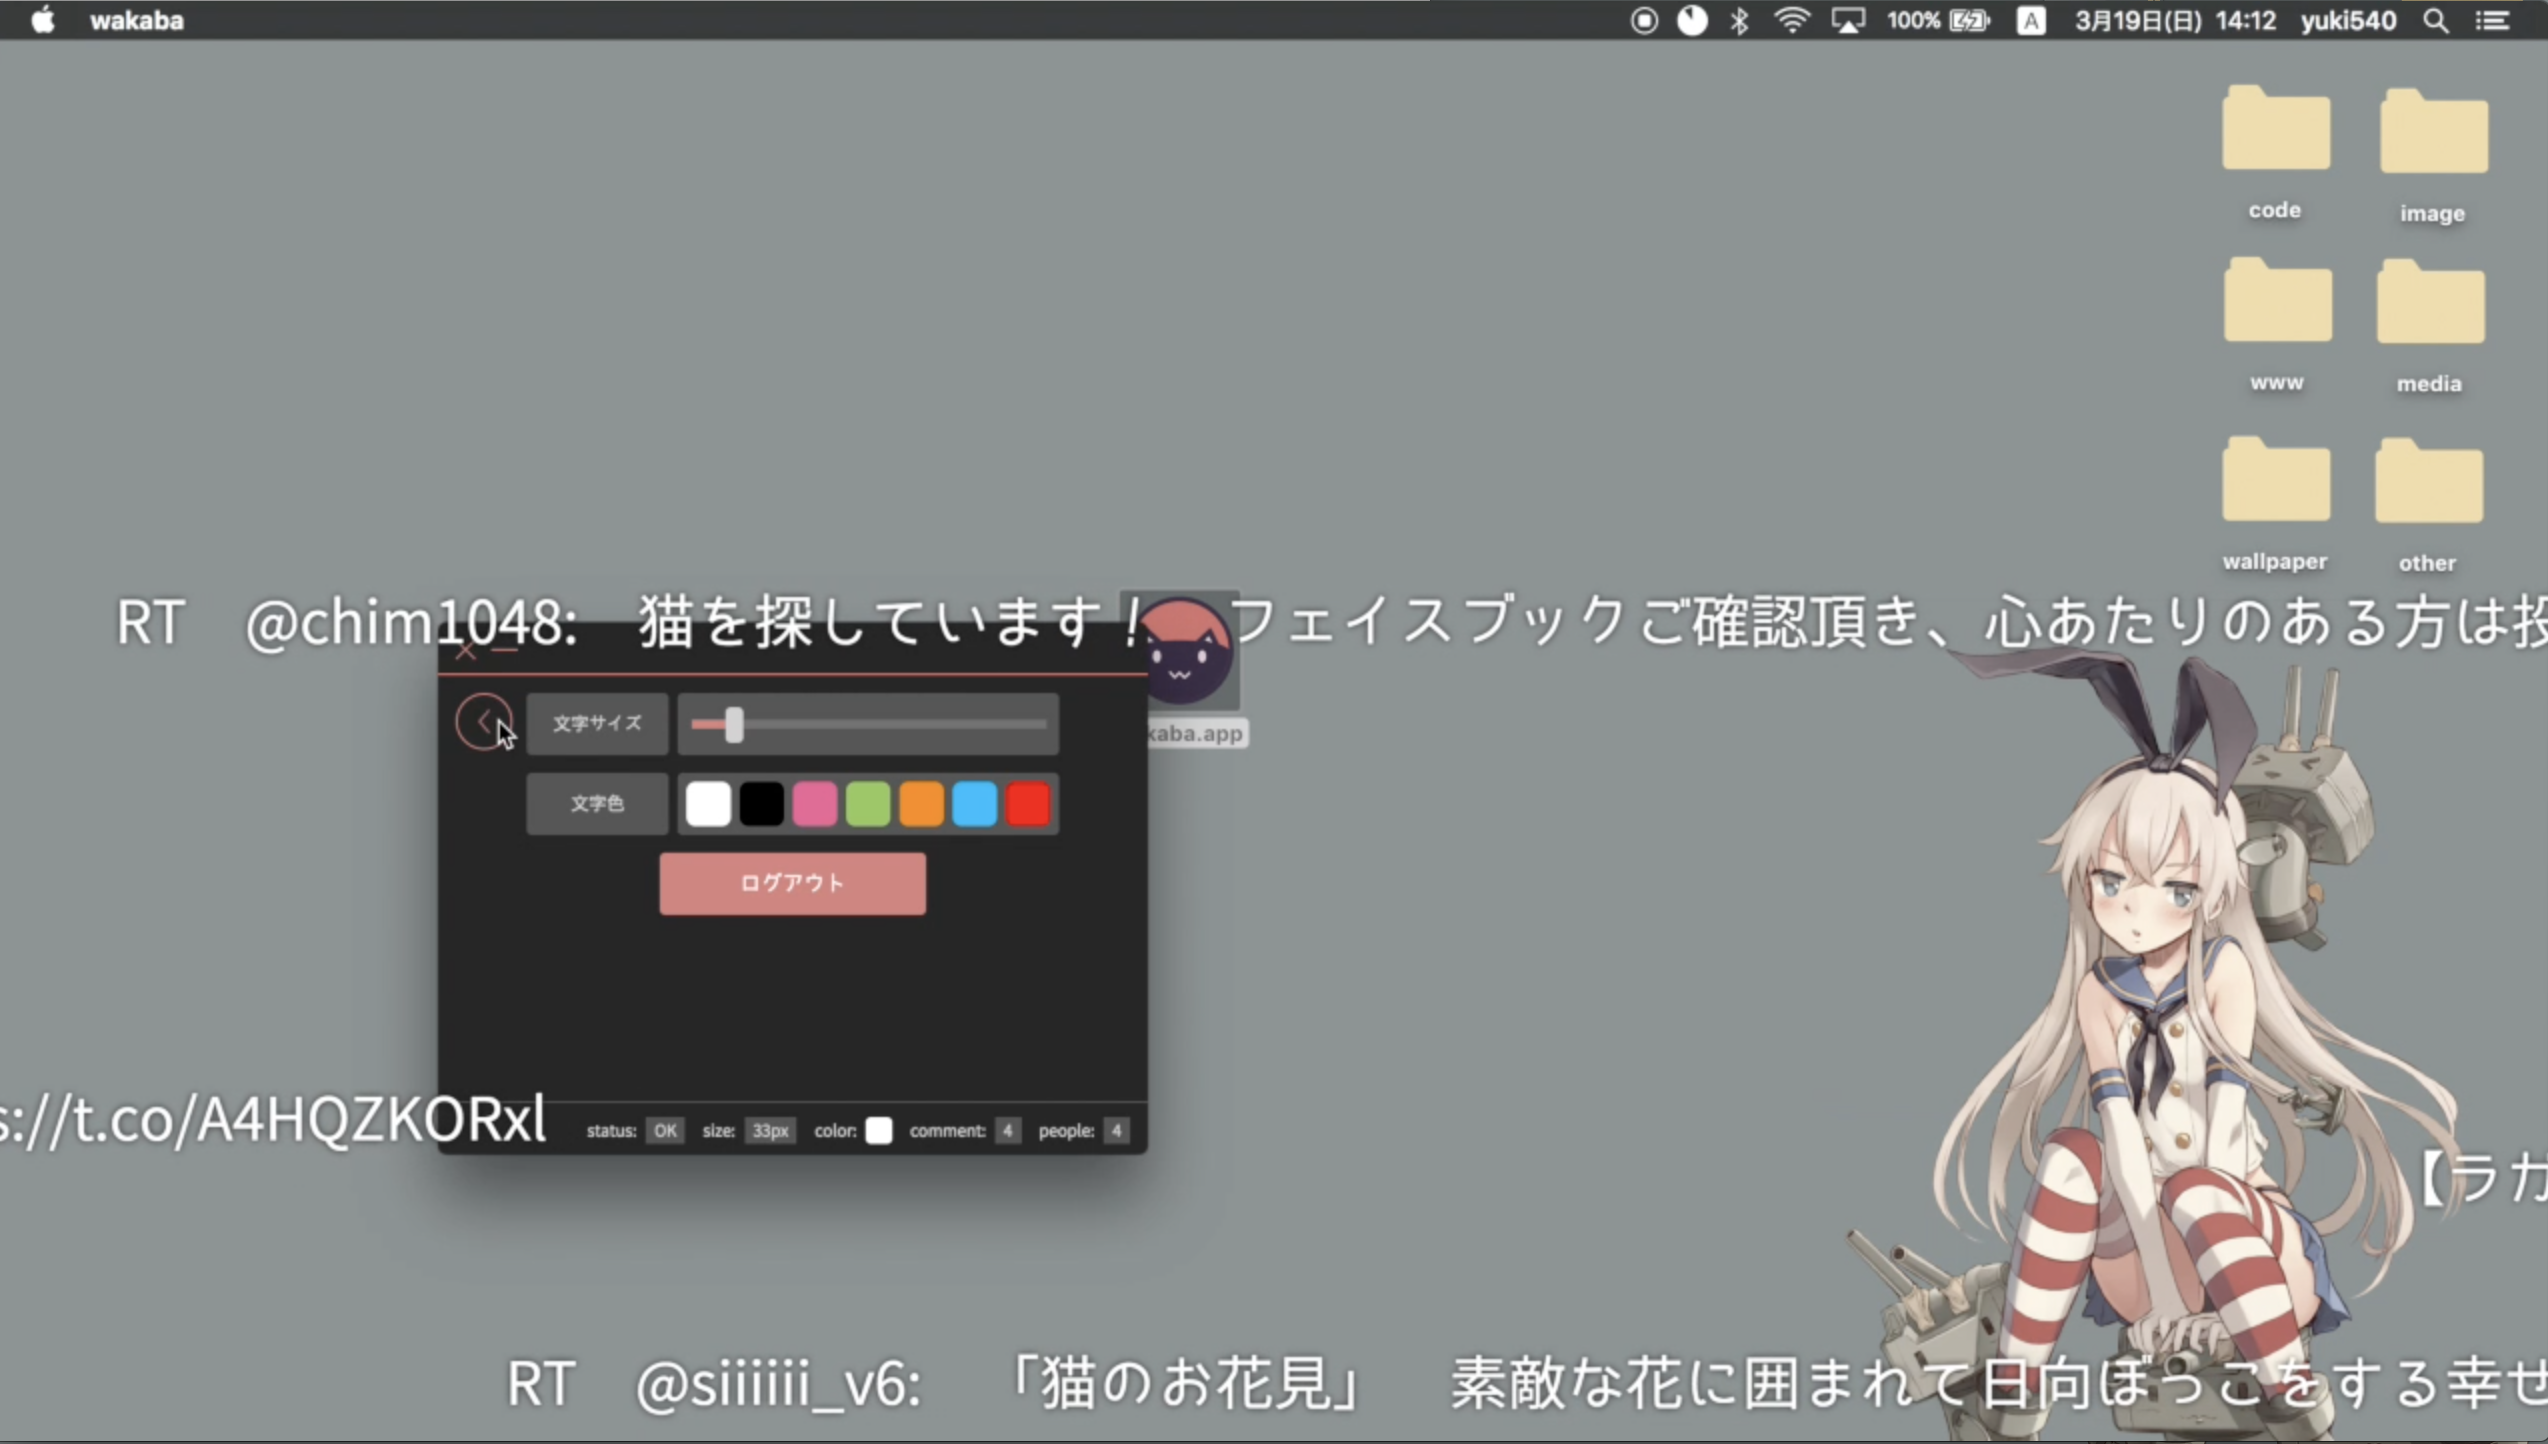 wakaba
100%
A
3月19日(日) 14:12
yuki540
code
image
www
media
wallpaper
other
RT @chim1048: 猫を探しています! フェイスブックご確認頂き、心あたりのある方は
kaba.app
文字サイズ
文字色
ログアウト
s://t.co/A4HQZKORxl
status: OK size: 33px color: comment: 4 people: 4
【ラガ
RT @siiiiii_v6: 「猫のお花見」 素敵な花に囲まれて日向ぼっこをする幸せ